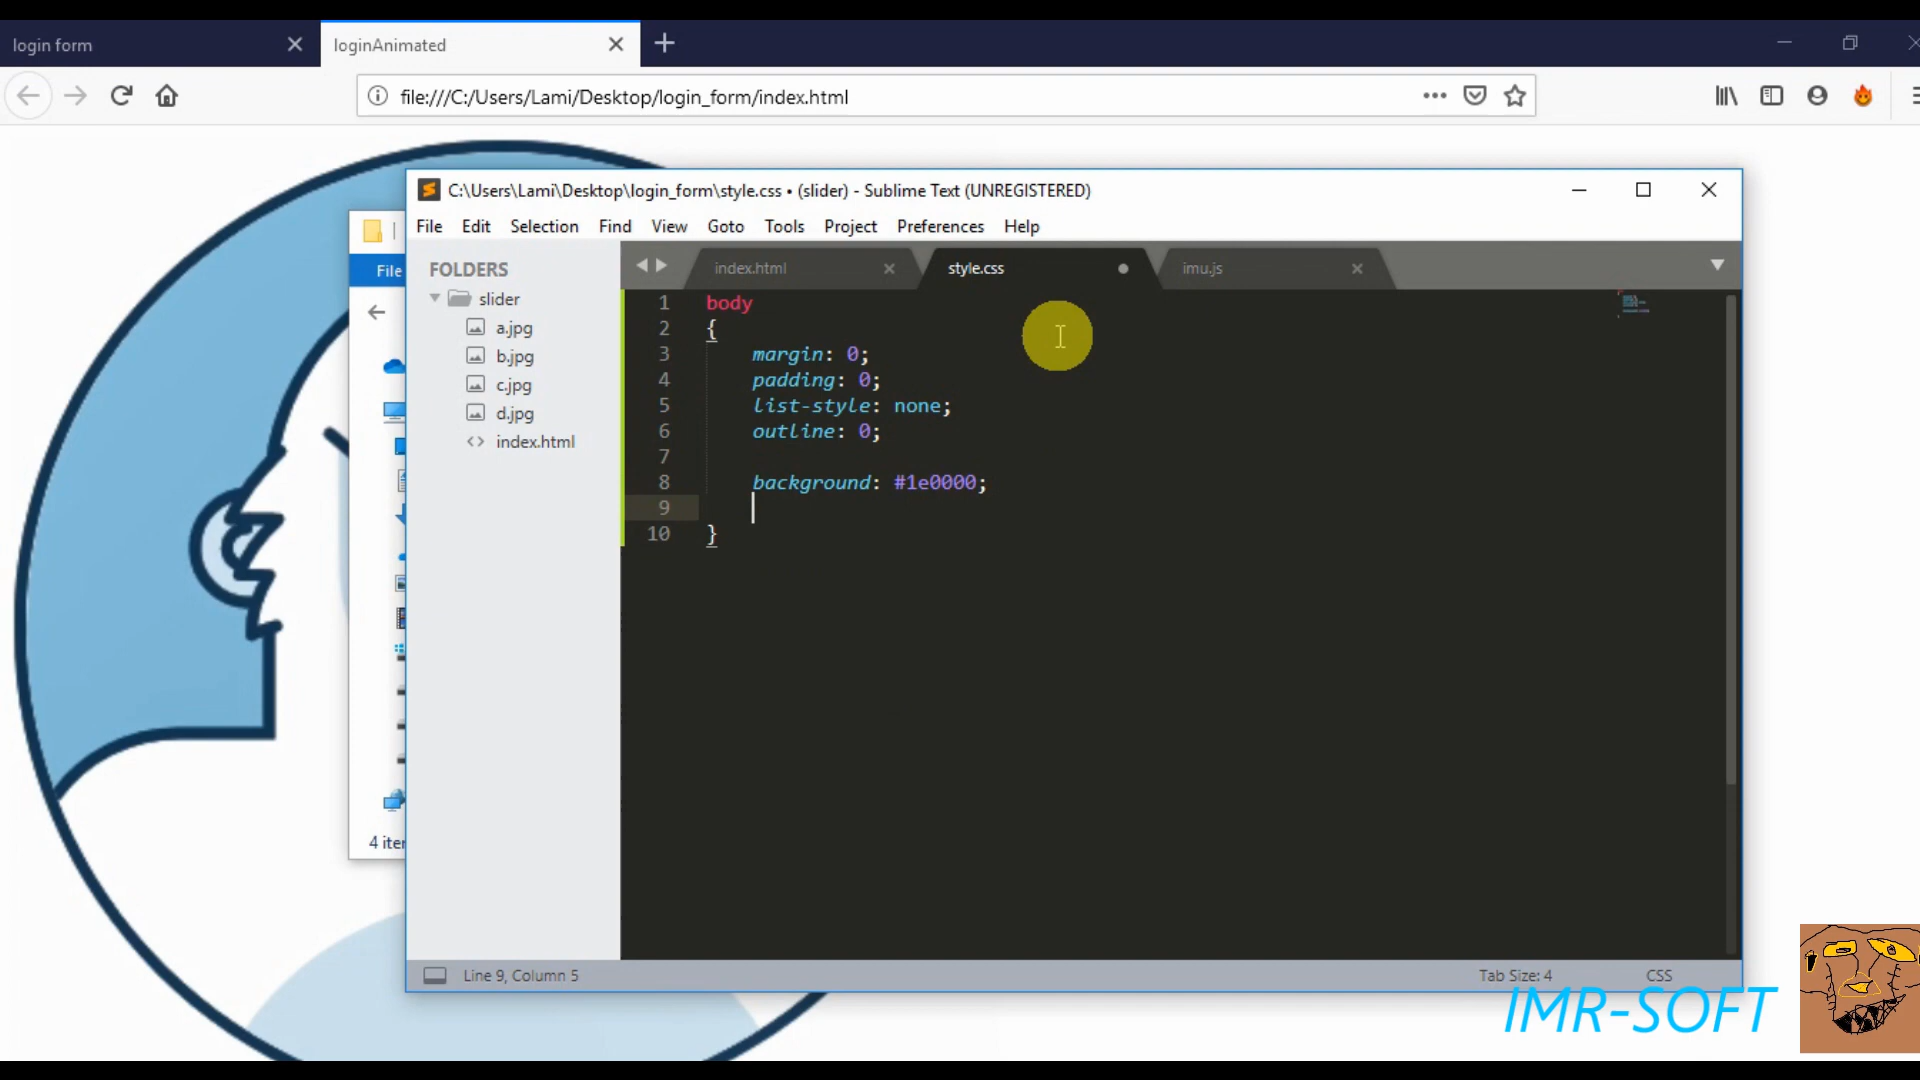 login form
loginAnimated
file:///C:/Users/Lami/Desktop/login_form/index.html
C:\Users\Lami\Desktop\login_form\style.css • (slider) - Sublime Text (UNREGISTERED)
File Edit Selection Find View Goto Tools Project Preferences Help
File
FOLDERS
slider
a.jpg
b.jpg
c.jpg
d.jpg
index.html
index.html style.css imu.js
1 body
2 {
3 margin: 0;
4 padding: 0;
5 list-style: none;
6 outline: 0;
7
8 background: #1e0000;
9
10 }
4 iter
Line 9, Column 5
Tab Size: 4
CSS
IMR-SOFT